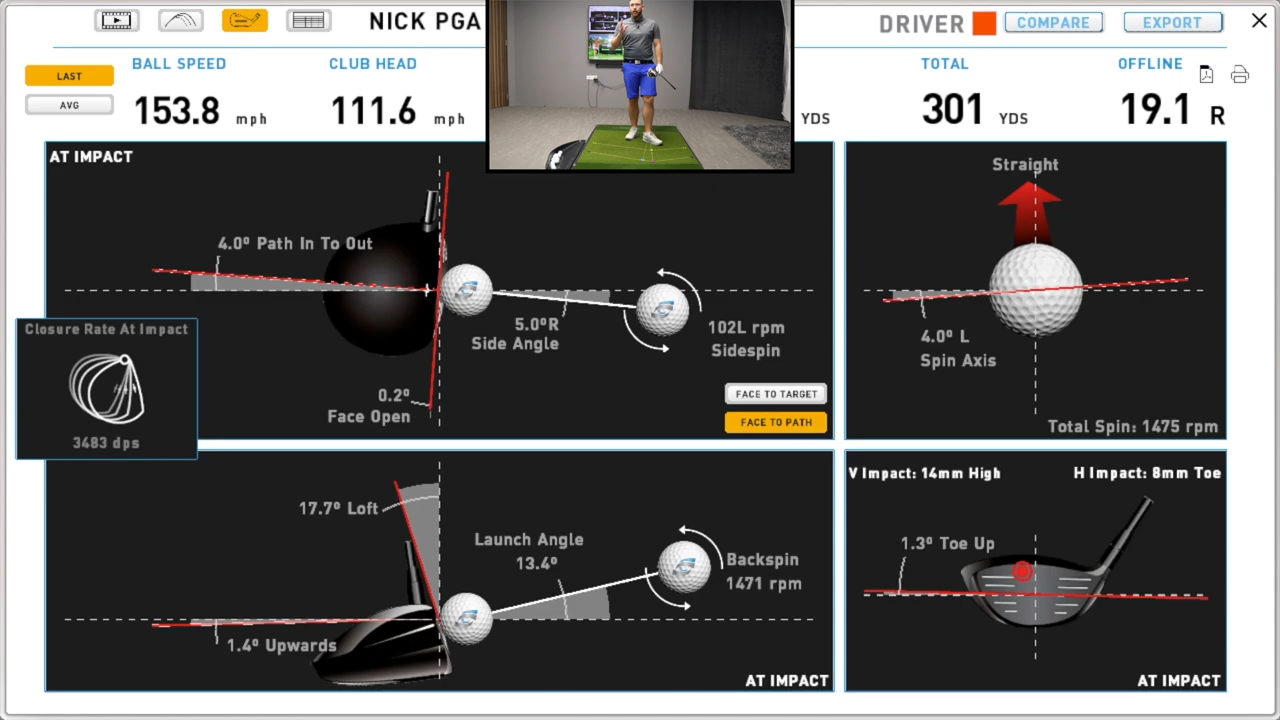 NICK PGA
DRIVER
COMPARE
EXPORT
LAST
AVG
BALL SPEED
153.8 mph
CLUB HEAD
111.6 mph
YDS
TOTAL
301 YDS
OFFLINE
19.1 R
AT IMPACT
4.0º Path In To Out
5.0ºR
Side Angle
102L rpm
Sidespin
0.2º
Face Open
FACE TO TARGET
FACE TO PATH
Closure Rate At Impact
3483 dps
Straight
4.0º L
Spin Axis
Total Spin: 1475 rpm
17.7º Loft
Launch Angle
13.4º
Backspin
1471 rpm
1.4º Upwards
AT IMPACT
V Impact: 14mm High
H Impact: 8mm Toe
1.3º Toe Up
AT IMPACT